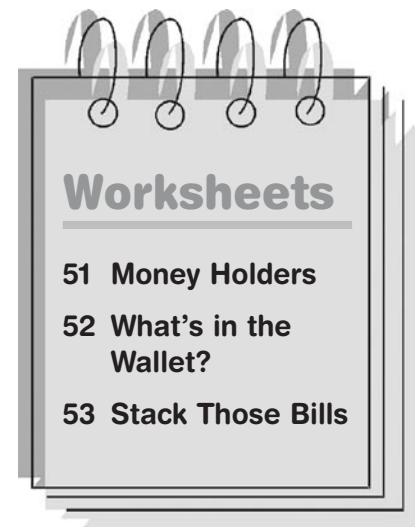 Worksheets
51 Money Holders
52 What's in the
Wallet?
53 Stack Those Bills